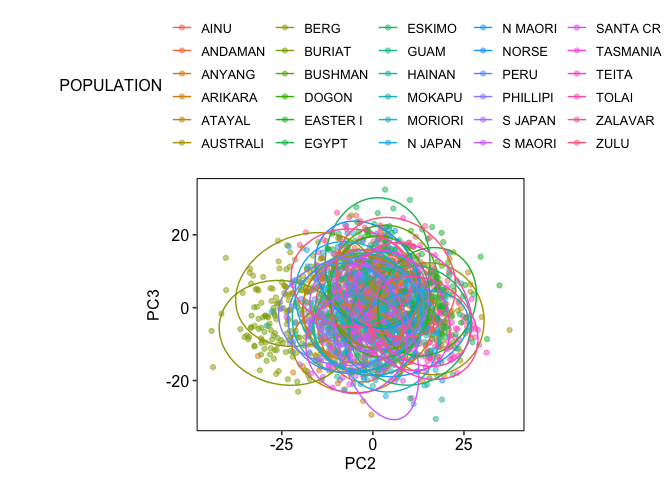 AINU BERG ESKIMO N MAORI SANTA CR
ANDAMAN BURIAT GUAM NORSE TASMANIA
POPULATION ANYANG BUSHMAN HAINAN PERU TEITA
ARIKARA DOGON MOKAPU PHILLIPI TOLAI
ATAYAL EASTER I MORIORI S JAPAN ZALAVAR
AUSTRALI EGYPT N JAPAN S MAORI ZULU
20
PC3
0
-20
-25 0 25
PC2